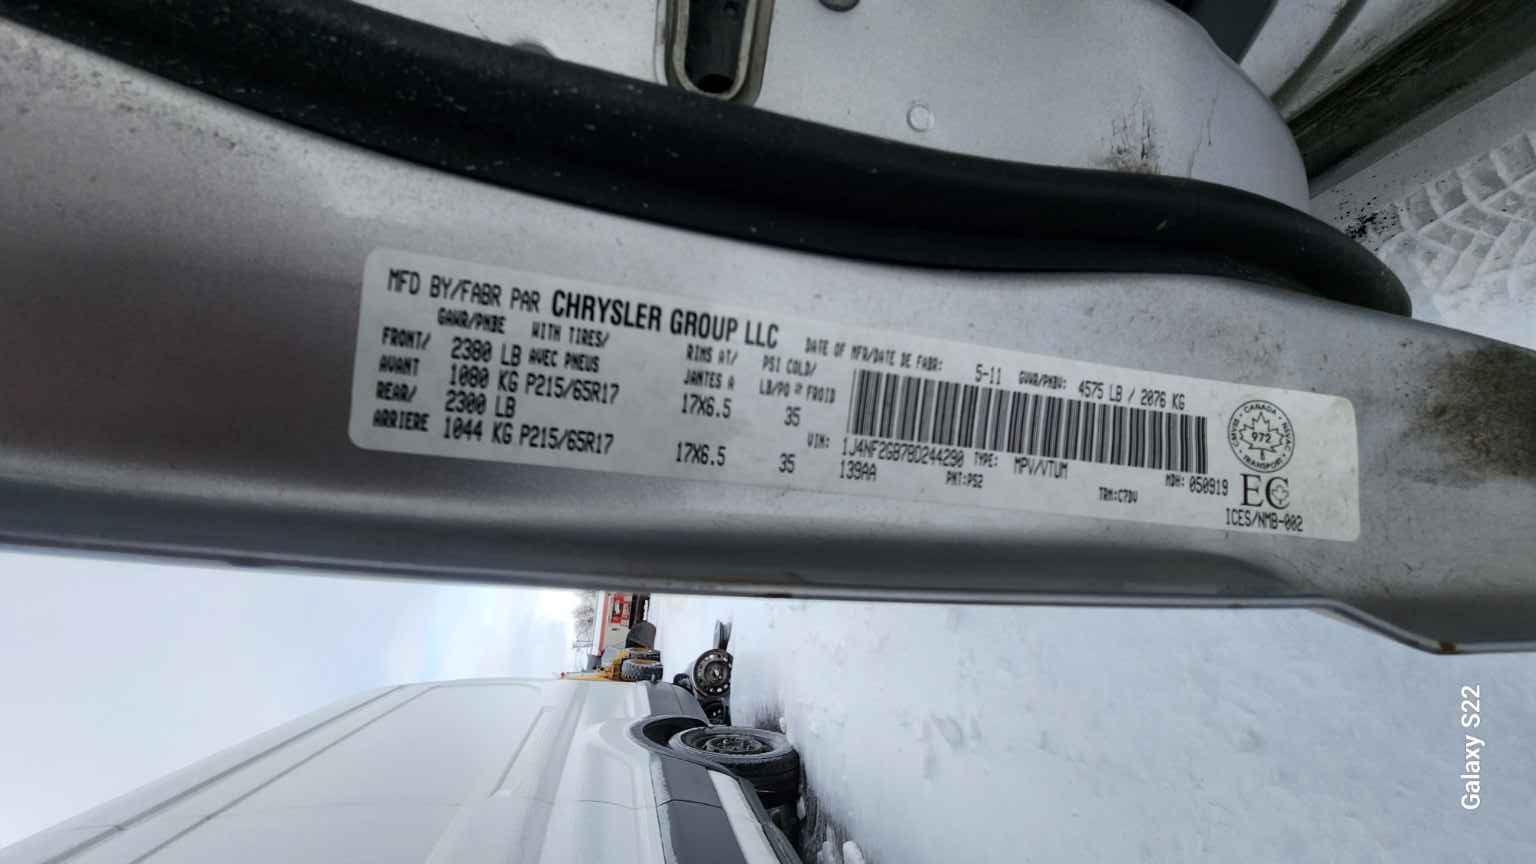 MFD BY/FABR PAR CHRYSLER GROUP LLC
DATE OF MFR/DATE DE FABR: 5-11 GVWR/PNBV: 4575 LB / 2076 KG
GAWR/PNBE WITH TIRES/ RIMS AT/ PSI COLD/
FRONT/ 2380 LB AVEC PNEUS JANTES A LB/PO² FROID
AVANT 1080 KG P215/65R17 17X6.5 35
REAR/ 2300 LB
ARRIERE 1044 KG P215/65R17 17X6.5 35
VIN: 1J4NF2GB7BD244290 TYPE: MPV/VTUM MDH: 050919
139AA PNT:PS2 TRM:C7DV
CANADA
CMVSS NSVAC
972
TRANSPORT
EC
ICES/NMB-002
Galaxy S22